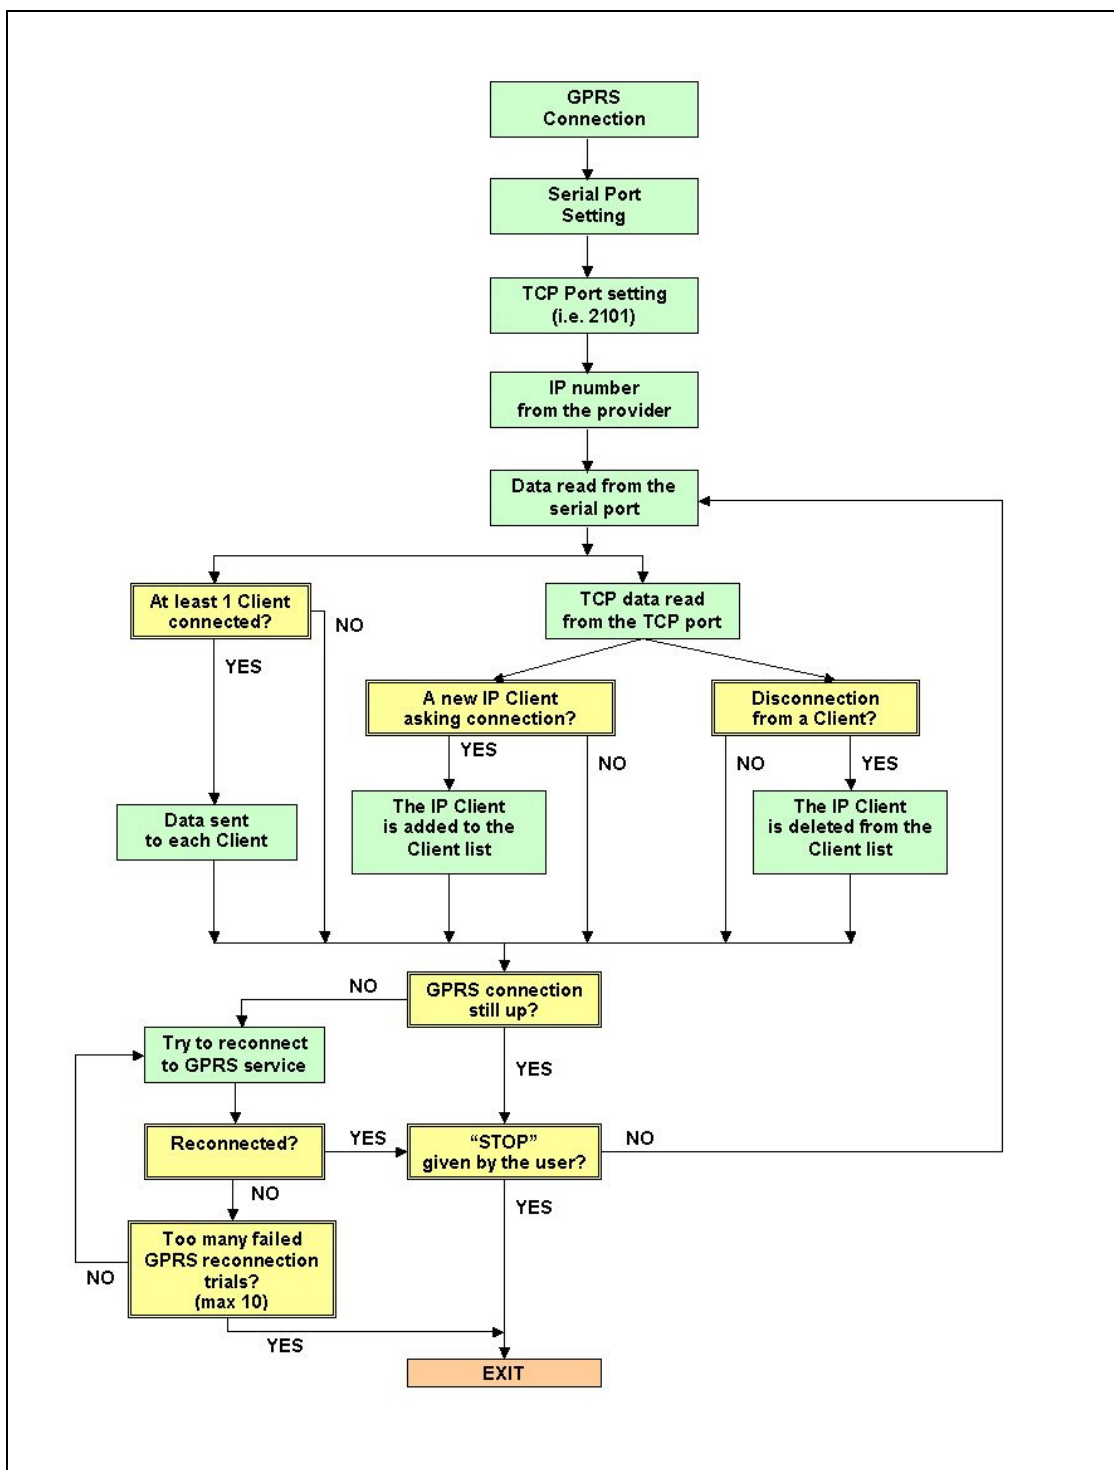 GPRS
Connection
Serial Port
Setting
TCP Port setting
(i.e. 2101)
IP number
from the provider
Data read from the
serial port
At least 1 Client
connected?
NO
YES
TCP data read
from the TCP port
A new IP Client
asking connection?
YES
NO
Disconnection
from a Client?
NO
YES
Data sent
to each Client
The IP Client
is added to the
Client list
The IP Client
is deleted from the
Client list
GPRS connection
still up?
NO
YES
Try to reconnect
to GPRS service
Reconnected?
YES
NO
“STOP”
given by the user?
NO
YES
Too many failed
GPRS reconnection
trials?
(max 10)
NO
YES
EXIT